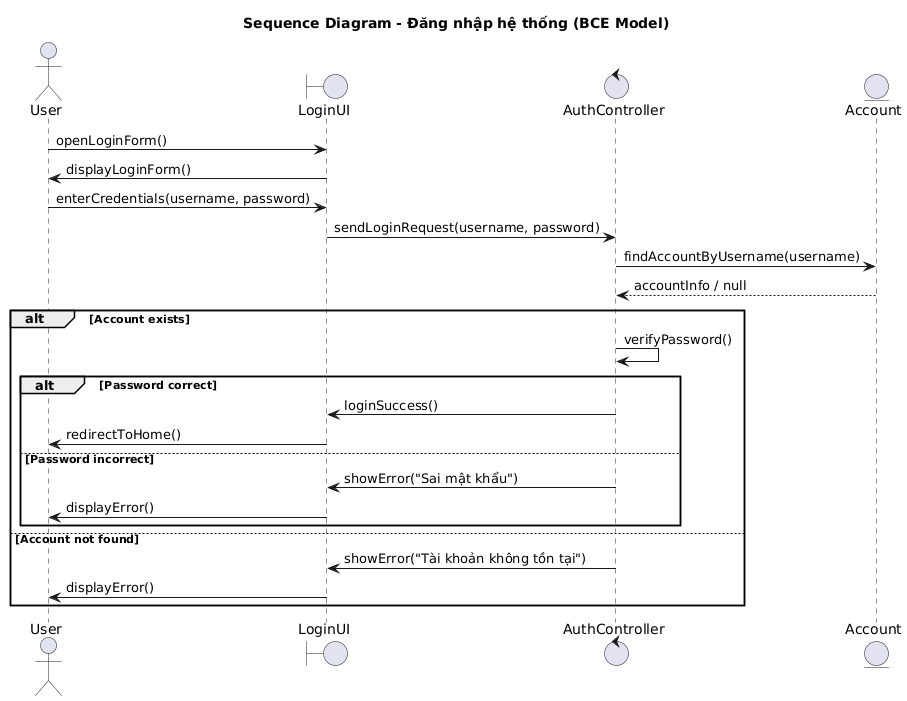 Sequence Diagram - Đăng nhập hệ thống (BCE Model)
User
LoginUI
AuthController
Account
openLoginForm()
displayLoginForm()
enterCredentials(username, password)
sendLoginRequest(username, password)
findAccountByUsername(username)
accountInfo / null
alt [Account exists]
verifyPassword()
alt [Password correct]
loginSuccess()
redirectToHome()
[Password incorrect]
showError("Sai mật khẩu")
displayError()
[Account not found]
showError("Tài khoản không tồn tại")
displayError()
User
LoginUI
AuthController
Account